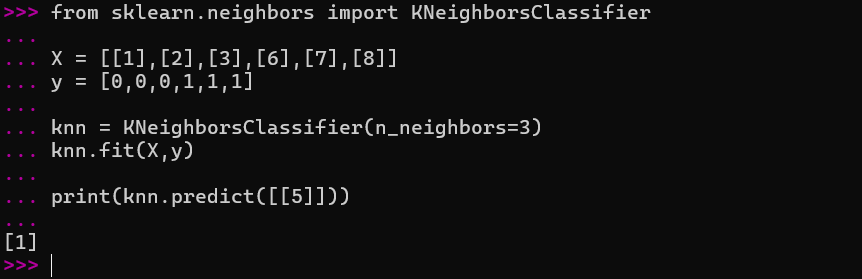 >>> from sklearn.neighbors import KNeighborsClassifier
...
... X = [[1],[2],[3],[6],[7],[8]]
... y = [0,0,0,1,1,1]
...
... knn = KNeighborsClassifier(n_neighbors=3)
... knn.fit(X,y)
...
... print(knn.predict([[5]]))
...
[1]
>>>